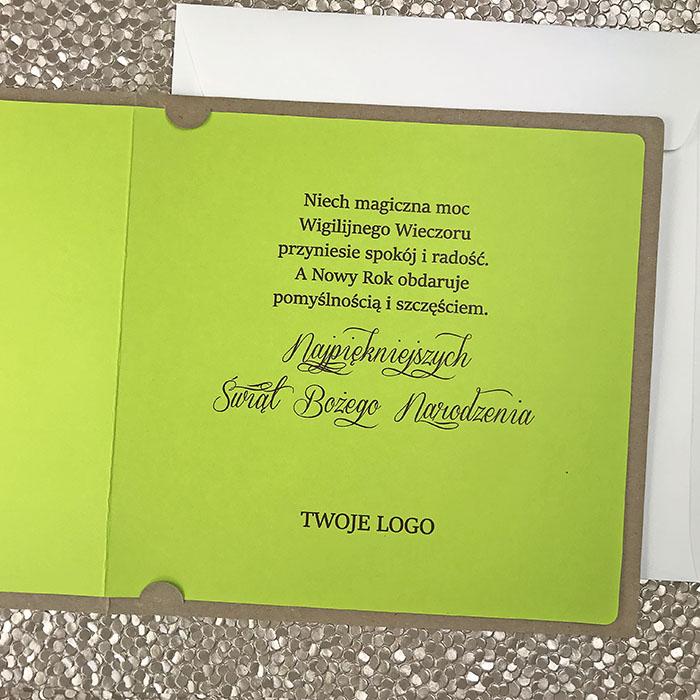 Niech magiczna moc
Wigilijnego Wieczoru
przyniesie spokój i radość.
A Nowy Rok obdaruje
pomyślnością i szczęściem.
Najpiękniejszych
Świąt Bożego Narodzenia
TWOJE LOGO